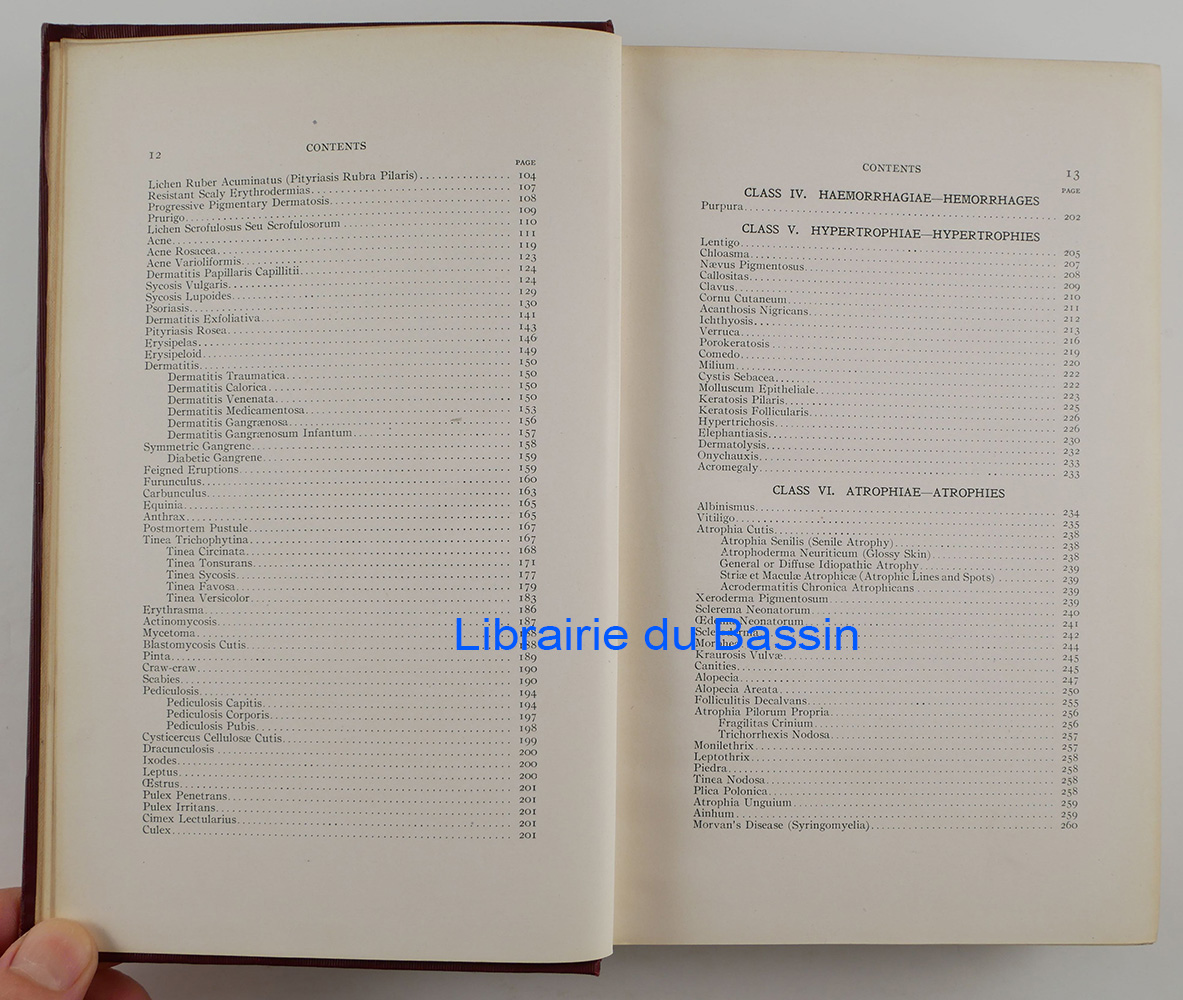 12
CONTENTS
PAGE
Lichen Ruber Acuminatus (Pityriasis Rubra Pilaris) 104
Resistant Scaly Erythrodermias 107
Progressive Pigmentary Dermatosis 108
Prurigo 109
Lichen Scrofulosus Seu Scrofulosorum 110
Acne 111
Acne Rosacea 119
Acne Varioliformis 123
Dermatitis Papillaris Capillitii 124
Sycosis Vulgaris 124
Sycosis Lupoides 129
Psoriasis 130
Dermatitis Exfoliativa 141
Pityriasis Rosea 143
Erysipelas 146
Erysipeloid 149
Dermatitis 150
Dermatitis Traumatica 150
Dermatitis Calorica 150
Dermatitis Venenata 150
Dermatitis Medicamentosa 153
Dermatitis Gangrænosa 156
Dermatitis Gangrænosum Infantum 157
Symmetric Gangrene 158
Diabetic Gangrene 159
Feigned Eruptions 159
Furunculus 160
Carbunculus 163
Equinia 165
Anthrax 165
Postmortem Pustule 167
Tinea Trichophytina 167
Tinea Circinata 168
Tinea Tonsurans 171
Tinea Sycosis 177
Tinea Favosa 179
Tinea Versicolor 183
Erythrasma 186
Actinomycosis 187
Mycetoma 188
Blastomycosis Cutis 188
Pinta 189
Craw-craw 190
Scabies 190
Pediculosis 194
Pediculosis Capitis 194
Pediculosis Corporis 197
Pediculosis Pubis 198
Cysticercus Cellulosæ Cutis 199
Dracunculosis 200
Ixodes 200
Leptus 200
Œstrus 201
Pulex Penetrans 201
Pulex Irritans 201
Cimex Lectularius 201
Culex 201
CONTENTS
13
PAGE
CLASS IV. HAEMORRHAGIAE—HEMORRHAGES
Purpura 202
CLASS V. HYPERTROPHIAE—HYPERTROPHIES
Lentigo 205
Chloasma 207
Nævus Pigmentosus 208
Callositas 209
Clavus 210
Cornu Cutaneum 211
Acanthosis Nigricans 212
Ichthyosis 213
Verruca 216
Porokeratosis 219
Comedo 220
Milium 222
Cystis Sebacea 222
Molluscum Epitheliale 223
Keratosis Pilaris 225
Keratosis Follicularis 226
Hypertrichosis 226
Elephantiasis 230
Dermatolysis 232
Onychauxis 233
Acromegaly 233
CLASS VI. ATROPHIAE—ATROPHIES
Albinismus 234
Vitiligo 235
Atrophia Cutis 238
Atrophia Senilis (Senile Atrophy) 238
Atrophoderma Neuriticum (Glossy Skin) 238
General or Diffuse Idiopathic Atrophy 239
Striæ et Maculæ Atrophicæ (Atrophic Lines and Spots) 239
Acrodermatitis Chronica Atrophicans 239
Xeroderma Pigmentosum 239
Sclerema Neonatorum 240
Œdema Neonatorum 241
Scleroderma 242
Morphea 244
Kraurosis Vulvæ 245
Canities 245
Alopecia 247
Alopecia Areata 250
Folliculitis Decalvans 255
Atrophia Pilorum Propria 256
Fragilitas Crinium 256
Trichorrhexis Nodosa 257
Monilethrix 257
Leptothrix 258
Piedra 258
Tinea Nodosa 258
Plica Polonica 258
Atrophia Unguium 259
Ainhum 259
Morvan's Disease (Syringomyelia) 260
Librairie du Bassin